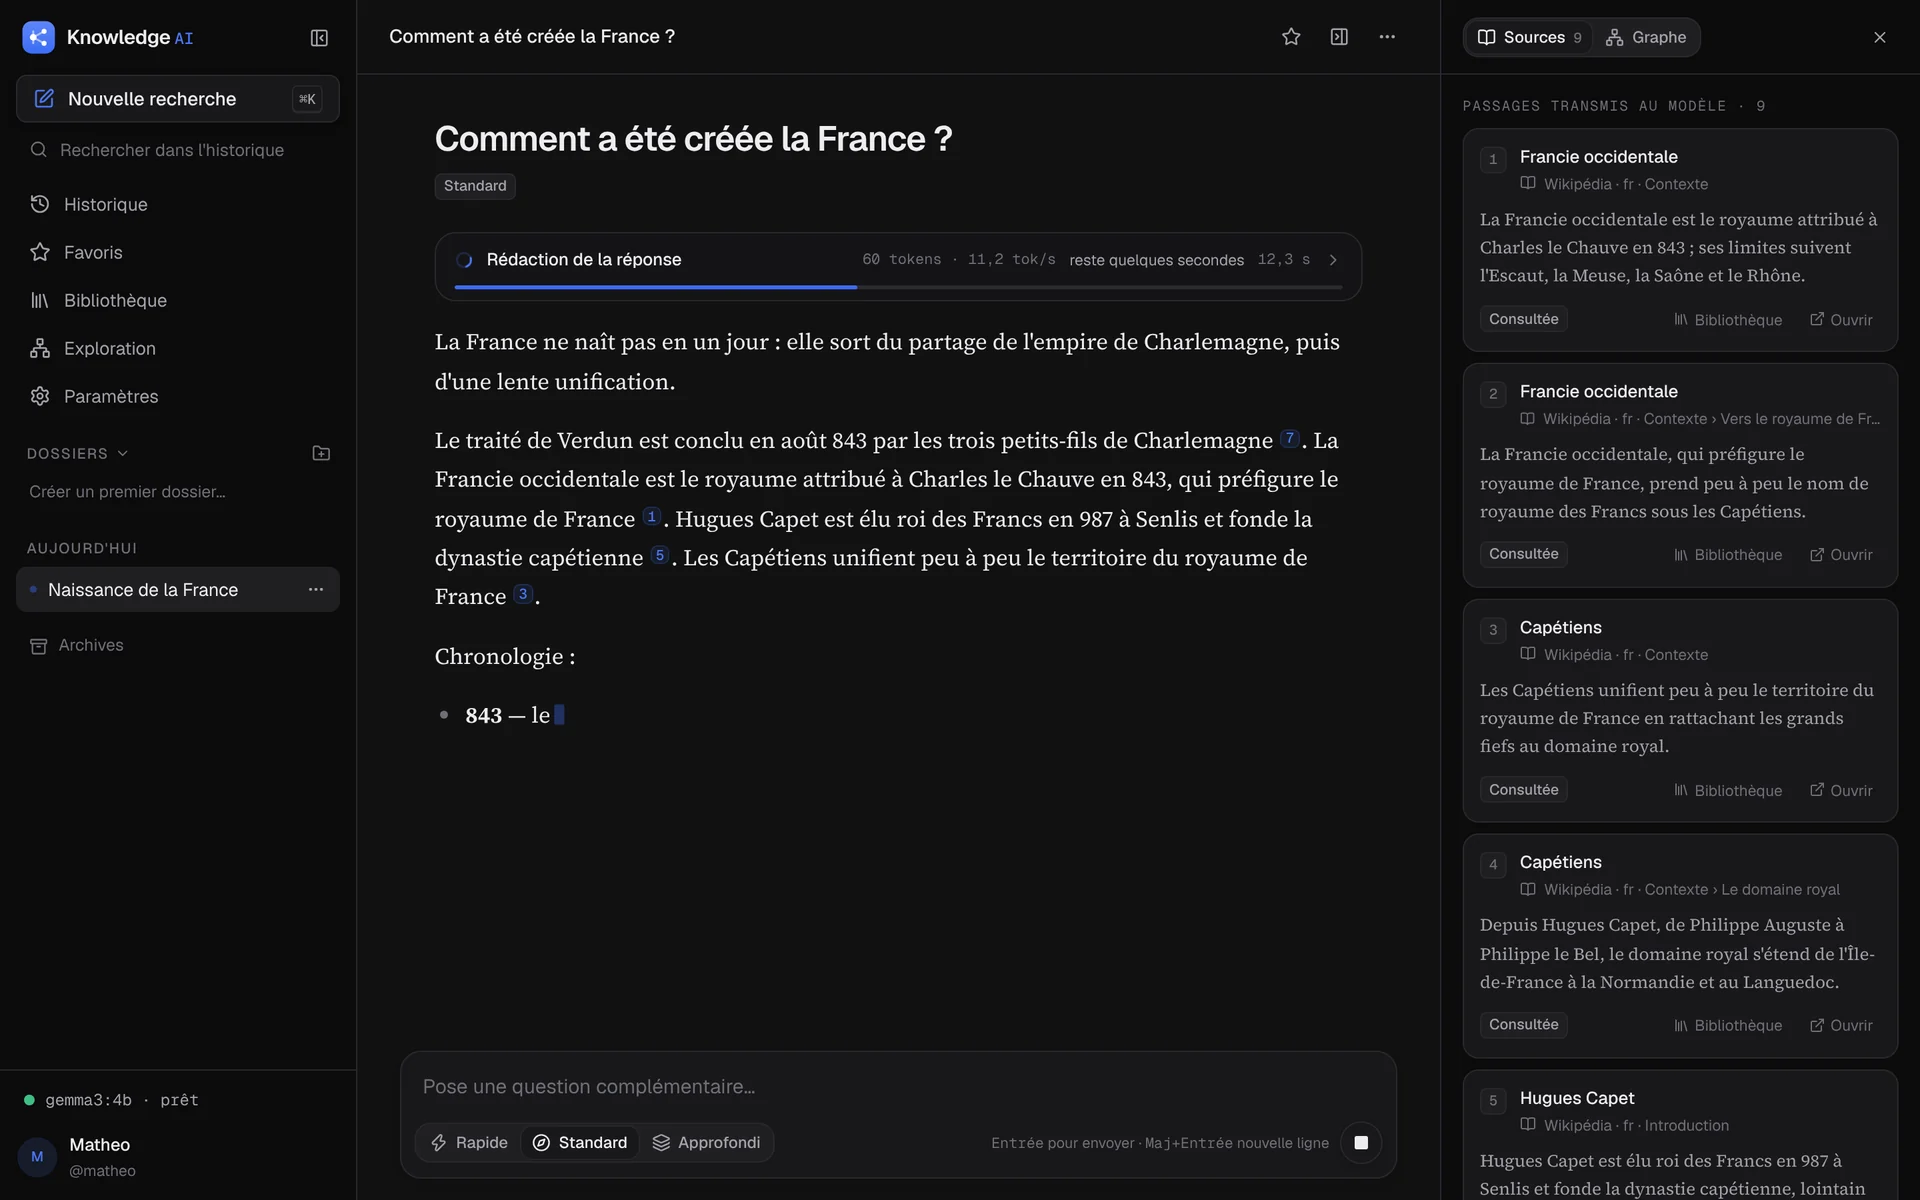 Knowledge AI
Nouvelle recherche ⌘K
Rechercher dans l'historique
Historique
Favoris
Bibliothèque
Exploration
Paramètres
DOSSIERS
Créer un premier dossier...
AUJOURD'HUI
Naissance de la France
Archives
gemma3:4b · prêt
M
Matheo
@matheo
Comment a été créée la France ?
Comment a été créée la France ?
Standard
Rédaction de la réponse 60 tokens · 11,2 tok/s reste quelques secondes 12,3 s
La France ne naît pas en un jour : elle sort du partage de l'empire de Charlemagne, puis
d'une lente unification.
Le traité de Verdun est conclu en août 843 par les trois petits-fils de Charlemagne 7. La
Francie occidentale est le royaume attribué à Charles le Chauve en 843, qui préfigure le
royaume de France 1. Hugues Capet est élu roi des Francs en 987 à Senlis et fonde la
dynastie capétienne 5. Les Capétiens unifient peu à peu le territoire du royaume de
France 3.
Chronologie :
• 843 — le
Pose une question complémentaire...
Rapide Standard Approfondi Entrée pour envoyer · Maj+Entrée nouvelle ligne
Sources 9 Graphe
PASSAGES TRANSMIS AU MODÈLE · 9
1 Francie occidentale
Wikipédia · fr · Contexte
La Francie occidentale est le royaume attribué à
Charles le Chauve en 843 ; ses limites suivent
l'Escaut, la Meuse, la Saône et le Rhône.
Consultée Bibliothèque Ouvrir
2 Francie occidentale
Wikipédia · fr · Contexte › Vers le royaume de Fr...
La Francie occidentale, qui préfigure le
royaume de France, prend peu à peu le nom de
royaume des Francs sous les Capétiens.
Consultée Bibliothèque Ouvrir
3 Capétiens
Wikipédia · fr · Contexte
Les Capétiens unifient peu à peu le territoire du
royaume de France en rattachant les grands
fiefs au domaine royal.
Consultée Bibliothèque Ouvrir
4 Capétiens
Wikipédia · fr · Contexte › Le domaine royal
Depuis Hugues Capet, de Philippe Auguste à
Philippe le Bel, le domaine royal s'étend de l'Île-
de-France à la Normandie et au Languedoc.
Consultée Bibliothèque Ouvrir
5 Hugues Capet
Wikipédia · fr · Introduction
Hugues Capet est élu roi des Francs en 987 à
Senlis et fonde la dynastie capétienne, lointain